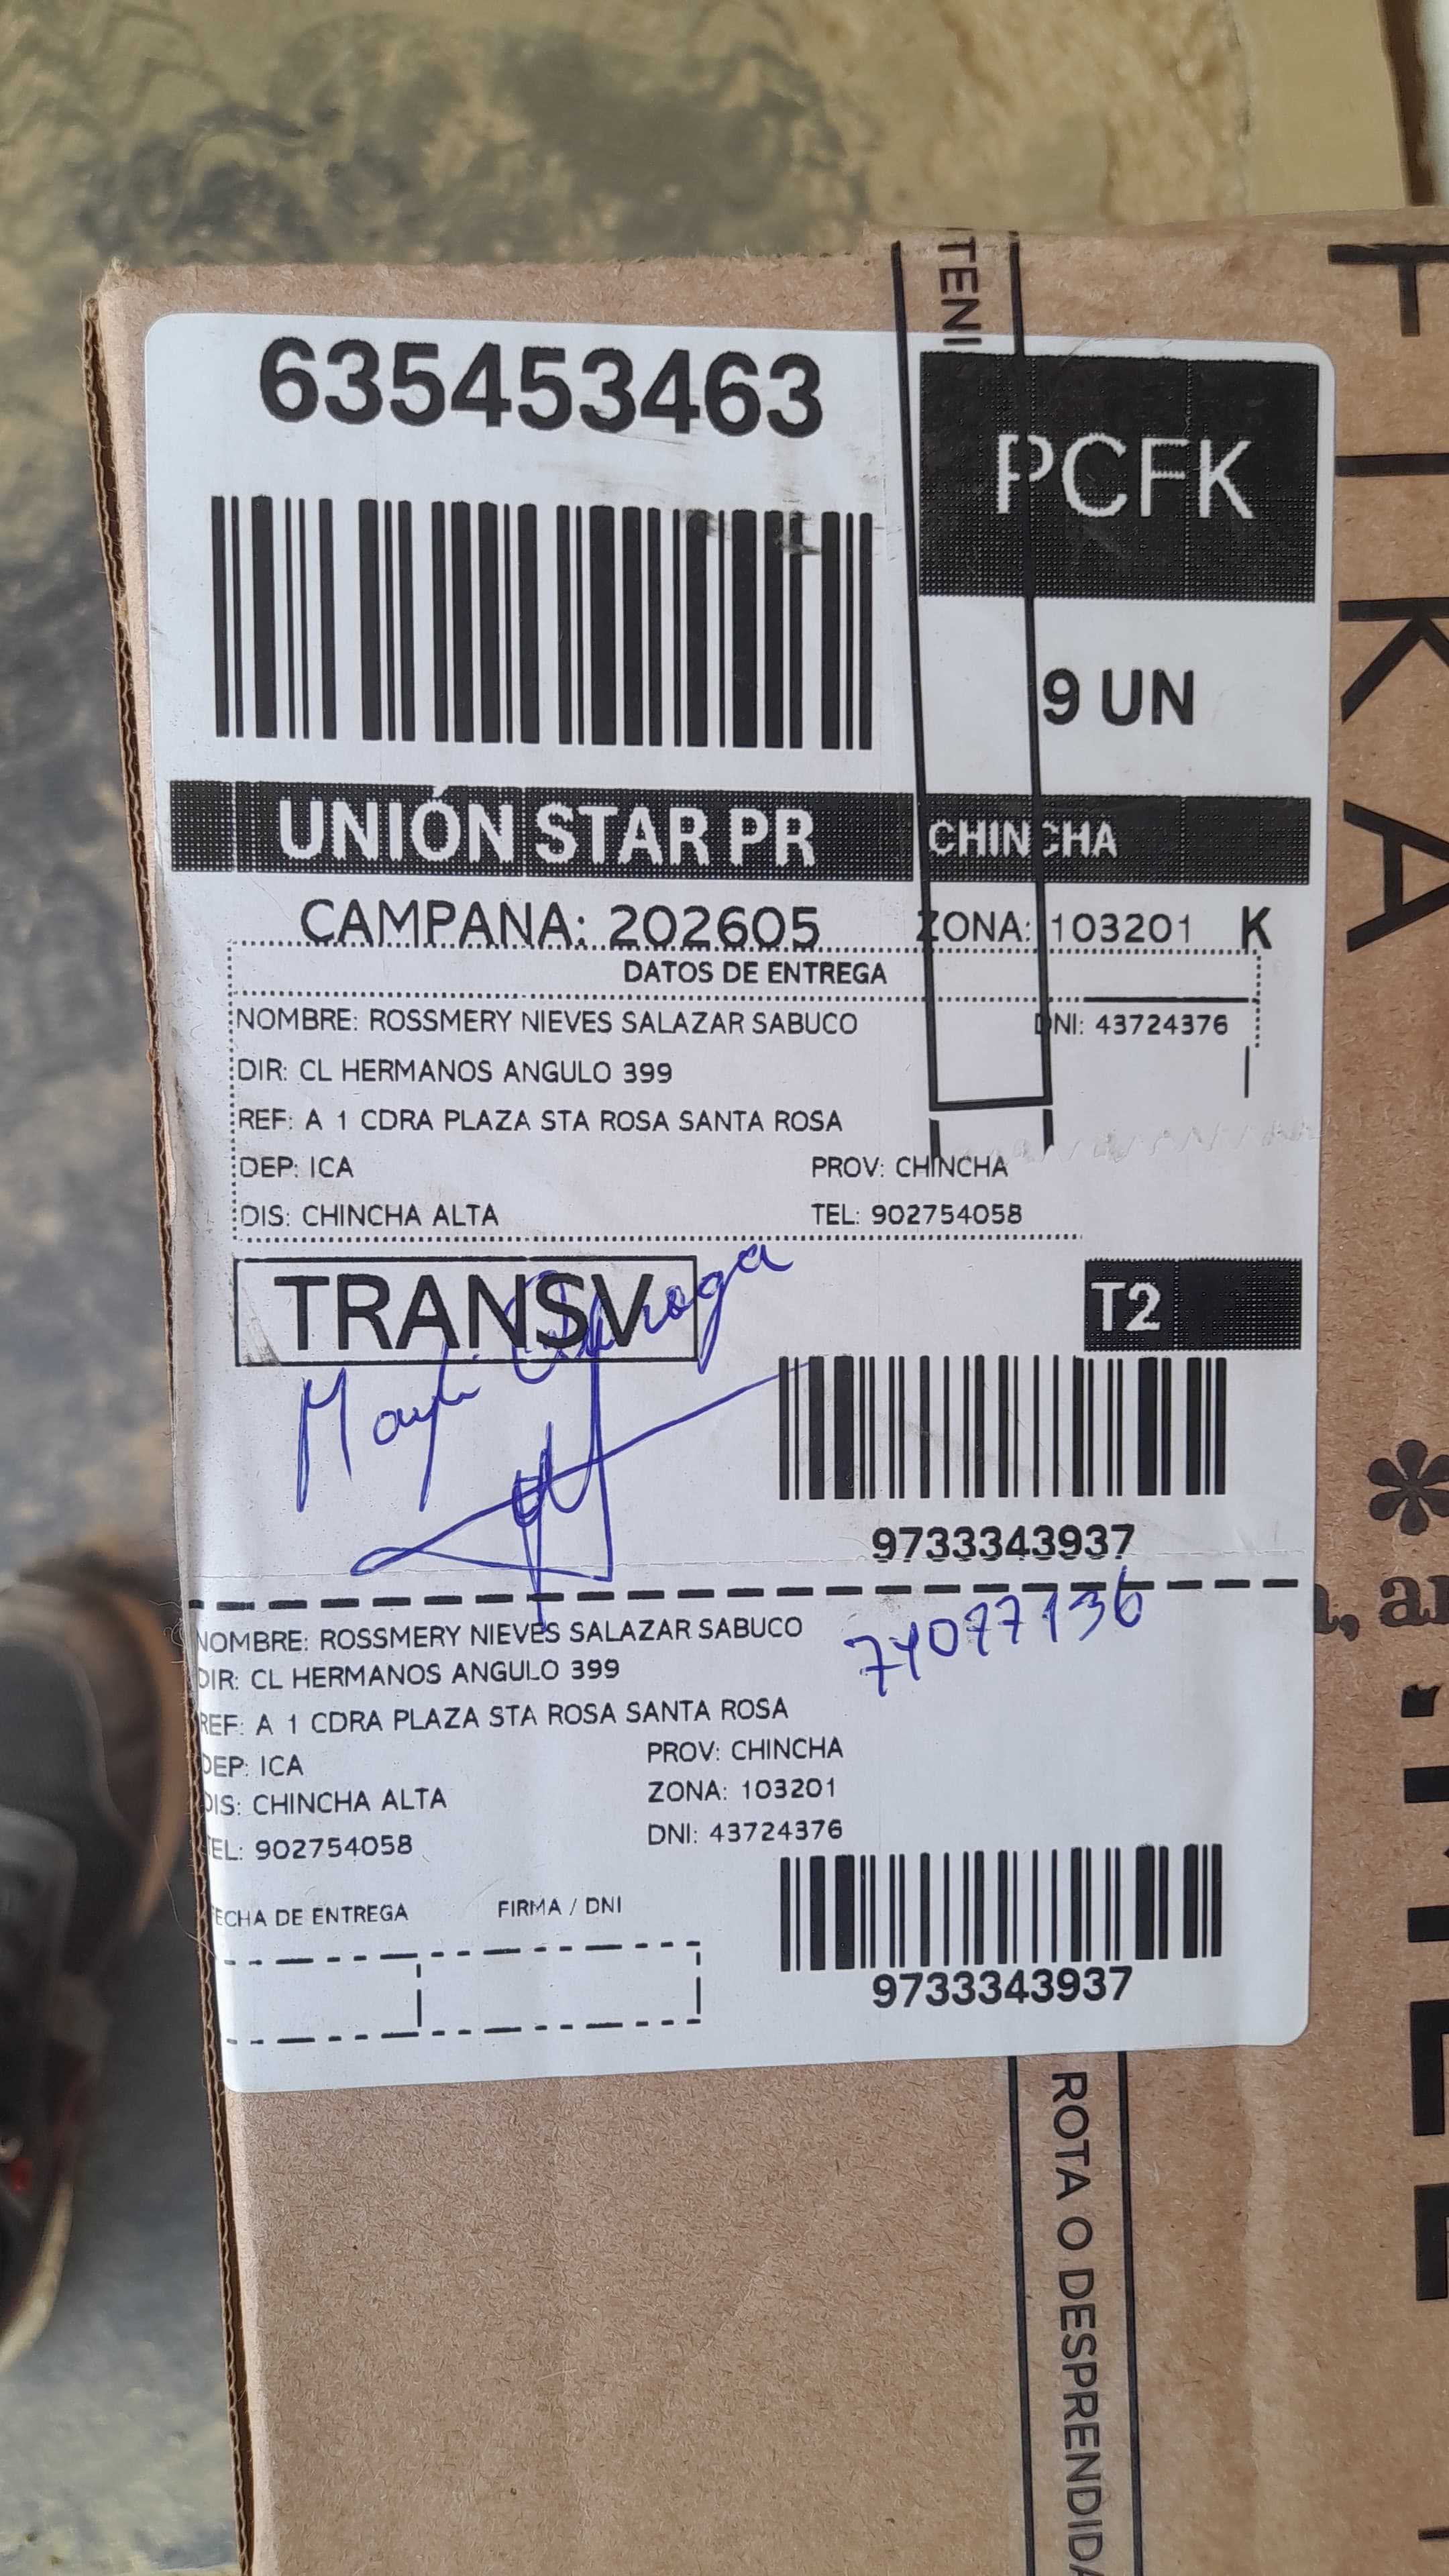 TENI
635453463
PCFK
9 UN
UNIÓN STAR PR CHINCHA
CAMPANA: 202605 ZONA: 103201 K
DATOS DE ENTREGA
NOMBRE: ROSSMERY NIEVES SALAZAR SABUCO DNI: 43724376
DIR: CL HERMANOS ANGULO 399
REF: A 1 CDRA PLAZA STA ROSA SANTA ROSA
DEP: ICA PROV: CHINCHA
DIS: CHINCHA ALTA TEL: 902754058
TRANSV T2
9733343937
74077136
NOMBRE: ROSSMERY NIEVES SALAZAR SABUCO
DIR: CL HERMANOS ANGULO 399
REF: A 1 CDRA PLAZA STA ROSA SANTA ROSA
DEP: ICA PROV: CHINCHA
DIS: CHINCHA ALTA ZONA: 103201
TEL: 902754058 DNI: 43724376
FECHA DE ENTREGA FIRMA / DNI
9733343937
ROTA O DESPRENDIDA